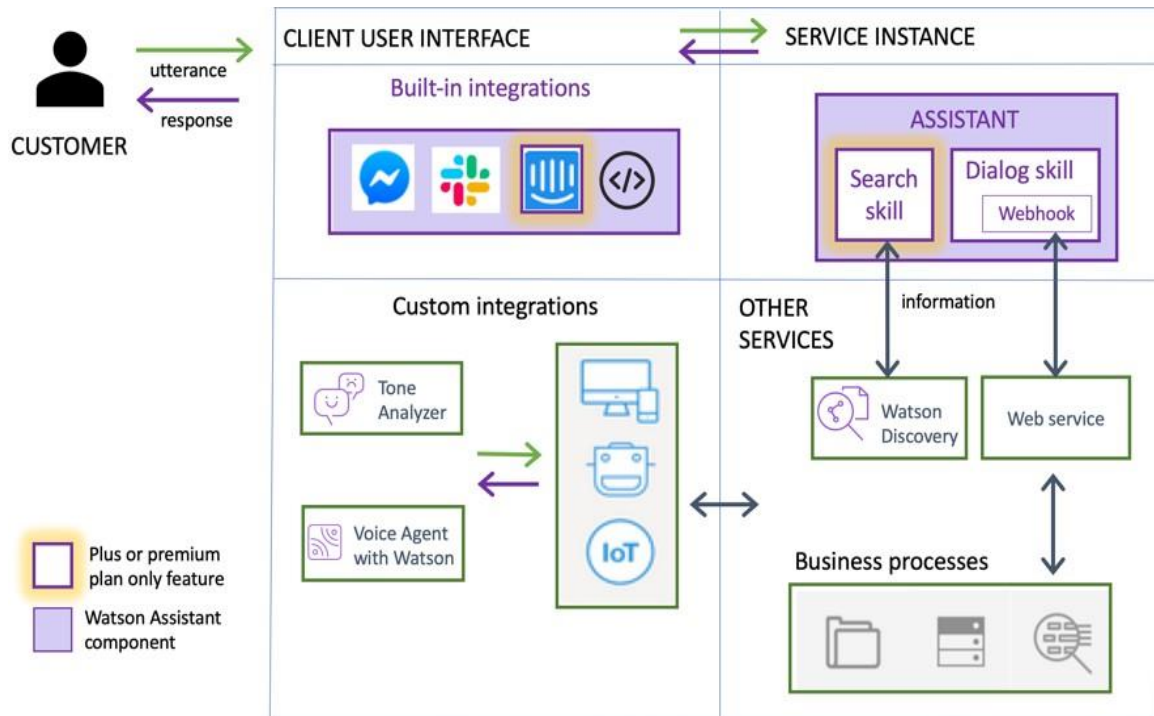 CLIENT USER INTERFACE
SERVICE INSTANCE
utterance
response
CUSTOMER
Built-in integrations
</>
ASSISTANT
Search
skill
Dialog skill
Webhook
information
Custom integrations
Tone
Analyzer
Voice Agent
with Watson
IoT
OTHER
SERVICES
Watson
Discovery
Web service
Business processes
Plus or premium
plan only feature
Watson Assistant
component